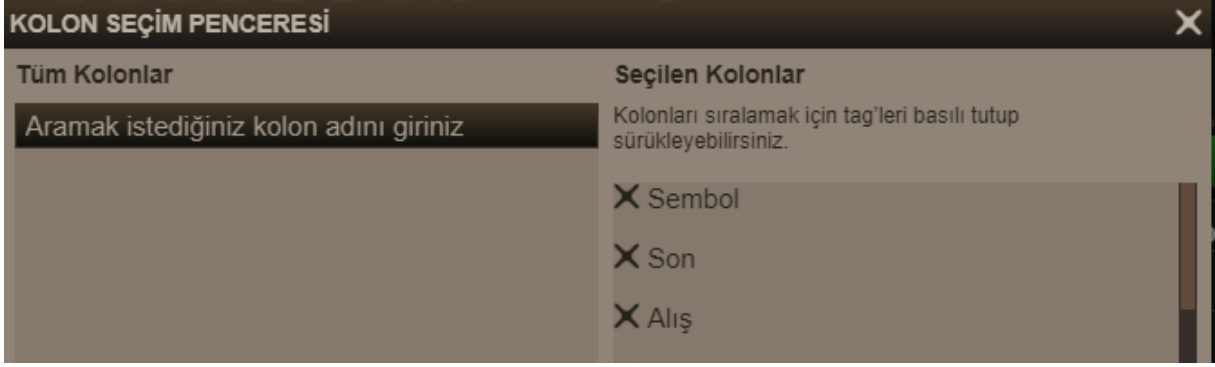 KOLON SEÇİM PENCERESİ
Tüm Kolonlar
Aramak istediğiniz kolon adını giriniz
Seçilen Kolonlar
Kolonları sıralamak için tag'leri basılı tutup
sürükleyebilirsiniz.
Sembol
Son
Alış